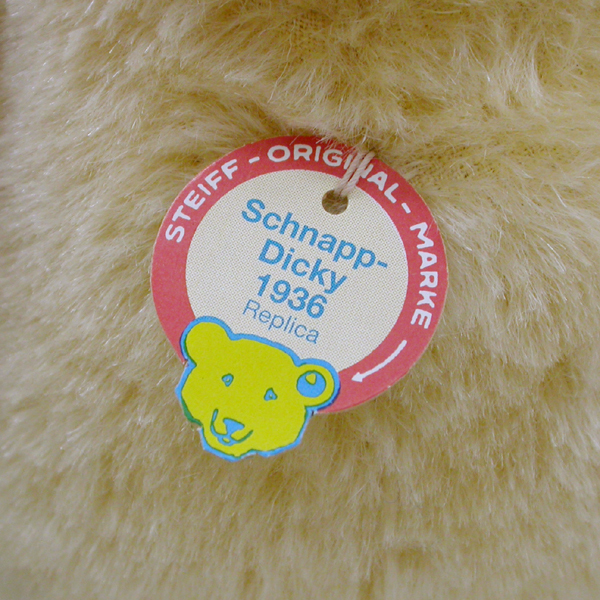 STEIFF - ORIGINAL - MARKE
Schnapp-
Dicky
1936
Replica